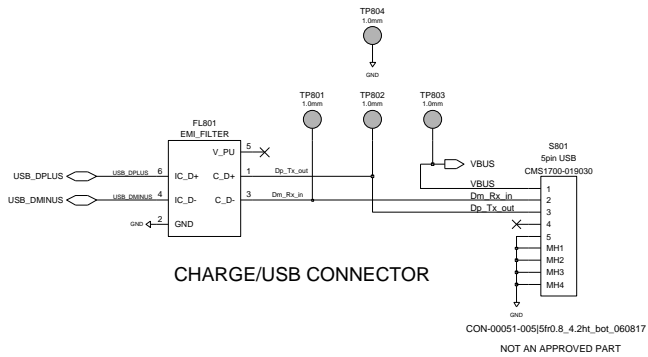 TP804
1.0mm
GND
TP801
1.0mm
TP802
1.0mm
TP803
1.0mm
FL801
EMI_FILTER
V_PU 5
USB_DPLUS USB_DPLUS 6 IC_D+ C_D+ 1 Dp_Tx_out
USB_DMINUS USB_DMINUS 4 IC_D- C_D- 3 Dm_Rx_in
GND 2 GND
VBUS
S801
5pin USB
CMS1700-019030
VBUS 1
Dm_Rx_in 2
Dp_Tx_out 3
4
5
MH1
MH2
MH3
MH4
GND
CHARGE/USB CONNECTOR
CON-00051-005|5fr0.8_4.2ht_bot_060817
NOT AN APPROVED PART